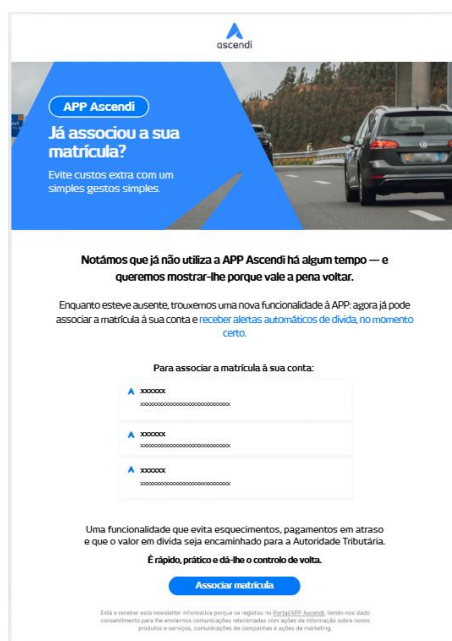 ascendi
APP Ascendi
Já associou a sua
matrícula?
Evite custos extra com um
simples gestos simples.
Notámos que já não utiliza a APP Ascendi há algum tempo — e
queremos mostrar-lhe porque vale a pena voltar.
Enquanto esteve ausente, trouxemos uma nova funcionalidade à APP: agora já pode
associar a matrícula à sua conta e receber alertas automáticos de dívida, no momento
certo.
Para associar a matrícula à sua conta:
xxxxxx
xxxxxxxxxxxxxxxxxxxxxxxxxxx
xxxxxx
xxxxxxxxxxxxxxxxxxxxxxxxxxx
xxxxxx
xxxxxxxxxxxxxxxxxxxxxxxxxxx
Uma funcionalidade que evita esquecimentos, pagamentos em atraso
e que o valor em dívida seja encaminhado para a Autoridade Tributária.
É rápido, prático e dá-lhe o controlo de volta.
Associar matrícula
Está a receber esta newsletter informativa porque se registou no Portal/APP Ascendi, tendo-nos dado
consentimento para lhe enviarmos comunicações relacionadas com ações de informação sobre novos
produtos e serviços, comunicações de campanhas e ações de marketing.